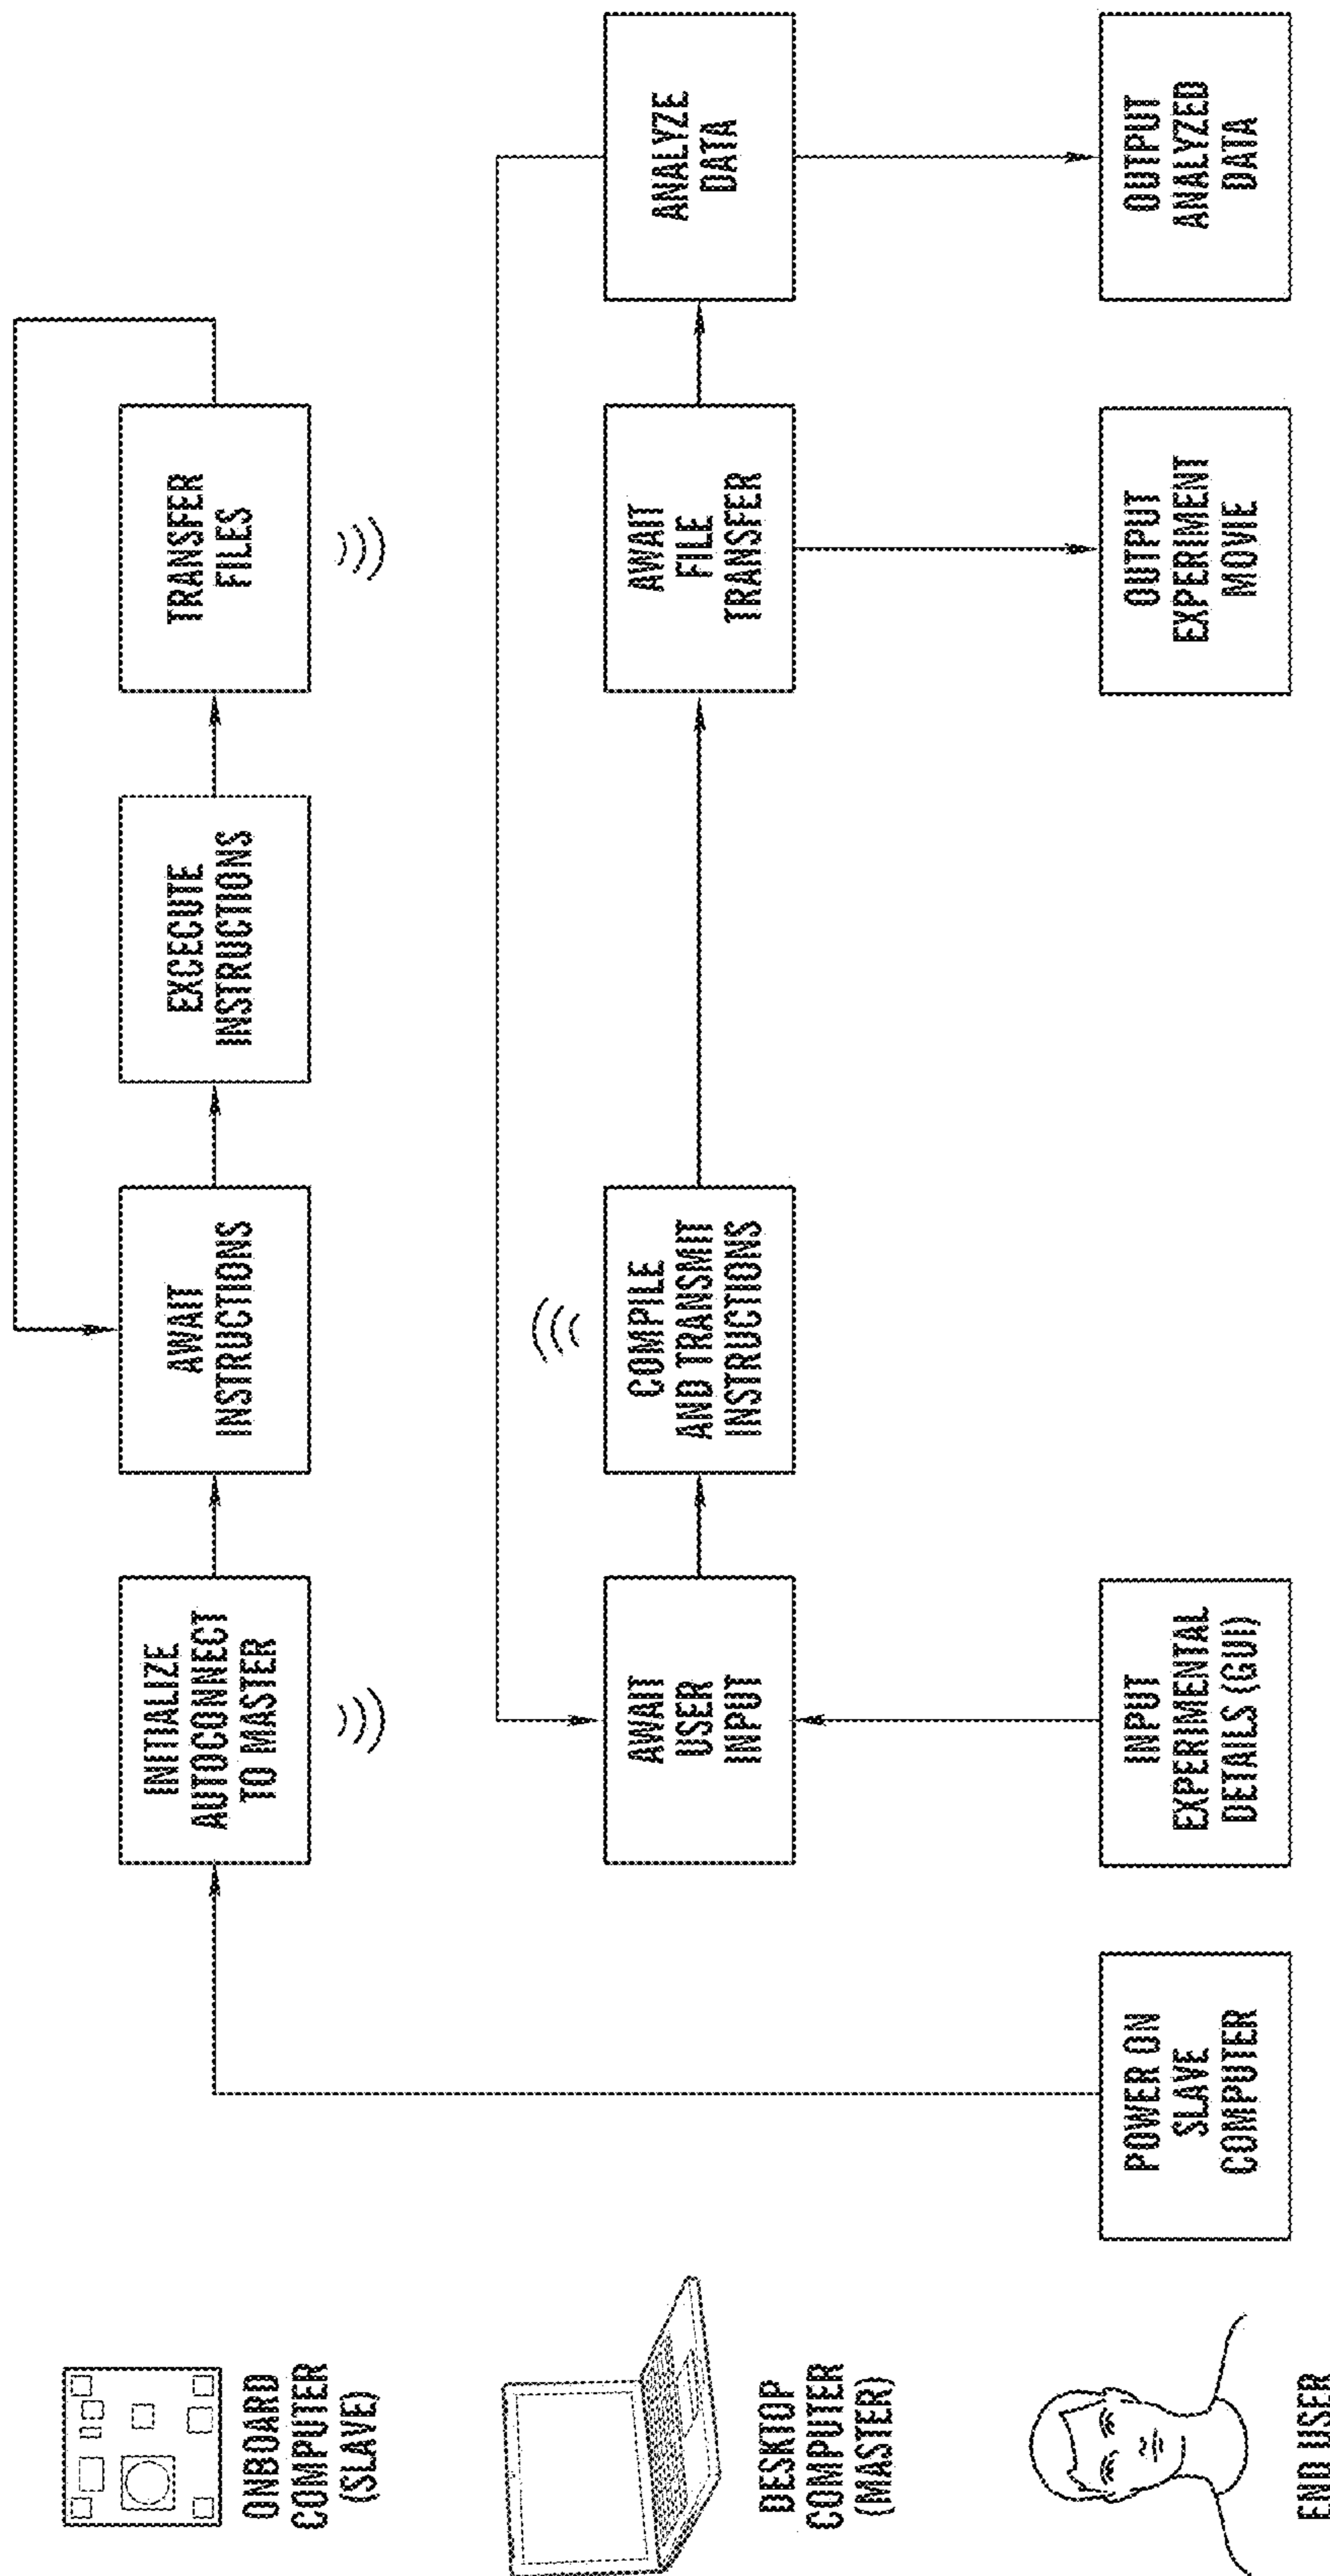 ONBOARD
COMPUTER
(SLAVE)
INITIALIZE
AUTOCONNECT
TO MASTER
AWAIT
INSTRUCTIONS
EXCECUTE
INSTRUCTIONS
TRANSFER
FILES
DESKTOP
COMPUTER
(MASTER)
AWAIT
USER
INPUT
COMPILE
AND TRANSMIT
INSTRUCTIONS
AWAIT
FILE
TRANSFER
ANALYZE
DATA
END USER
POWER ON
SLAVE
COMPUTER
INPUT
EXPERIMENTAL
DETAILS (GUI)
OUTPUT
EXPERIMENT
MOVIE
OUTPUT
ANALYZED
DATA